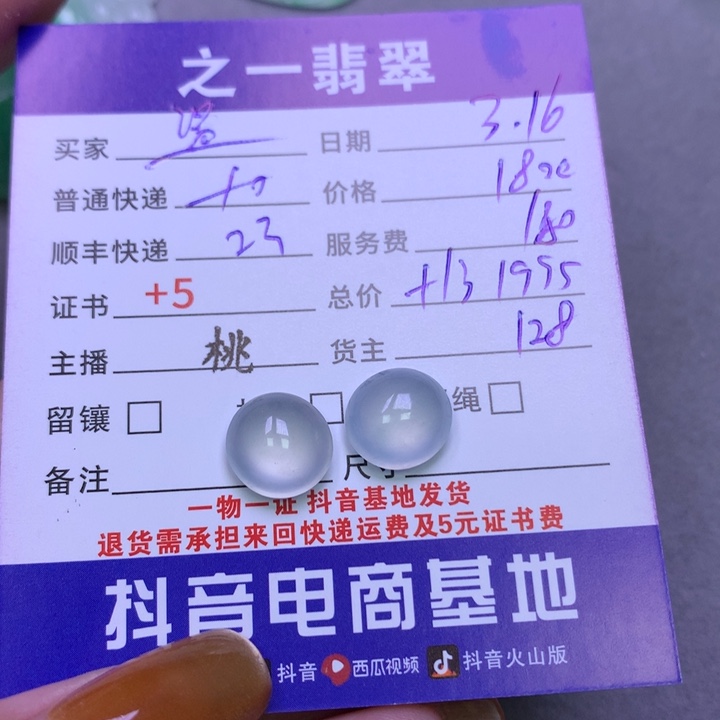 之一翡翠
买家 日期 3.16
普通快递 价格
顺丰快递 23 服务费 180
证书 +5 总价 +13 1995
主播 桃 货主 128
留镶 绳
备注 尺寸
一物一证 抖音基地发货
退货需承担来回快递运费及5元证书费
抖音电商基地
抖音 西瓜视频 抖音火山版